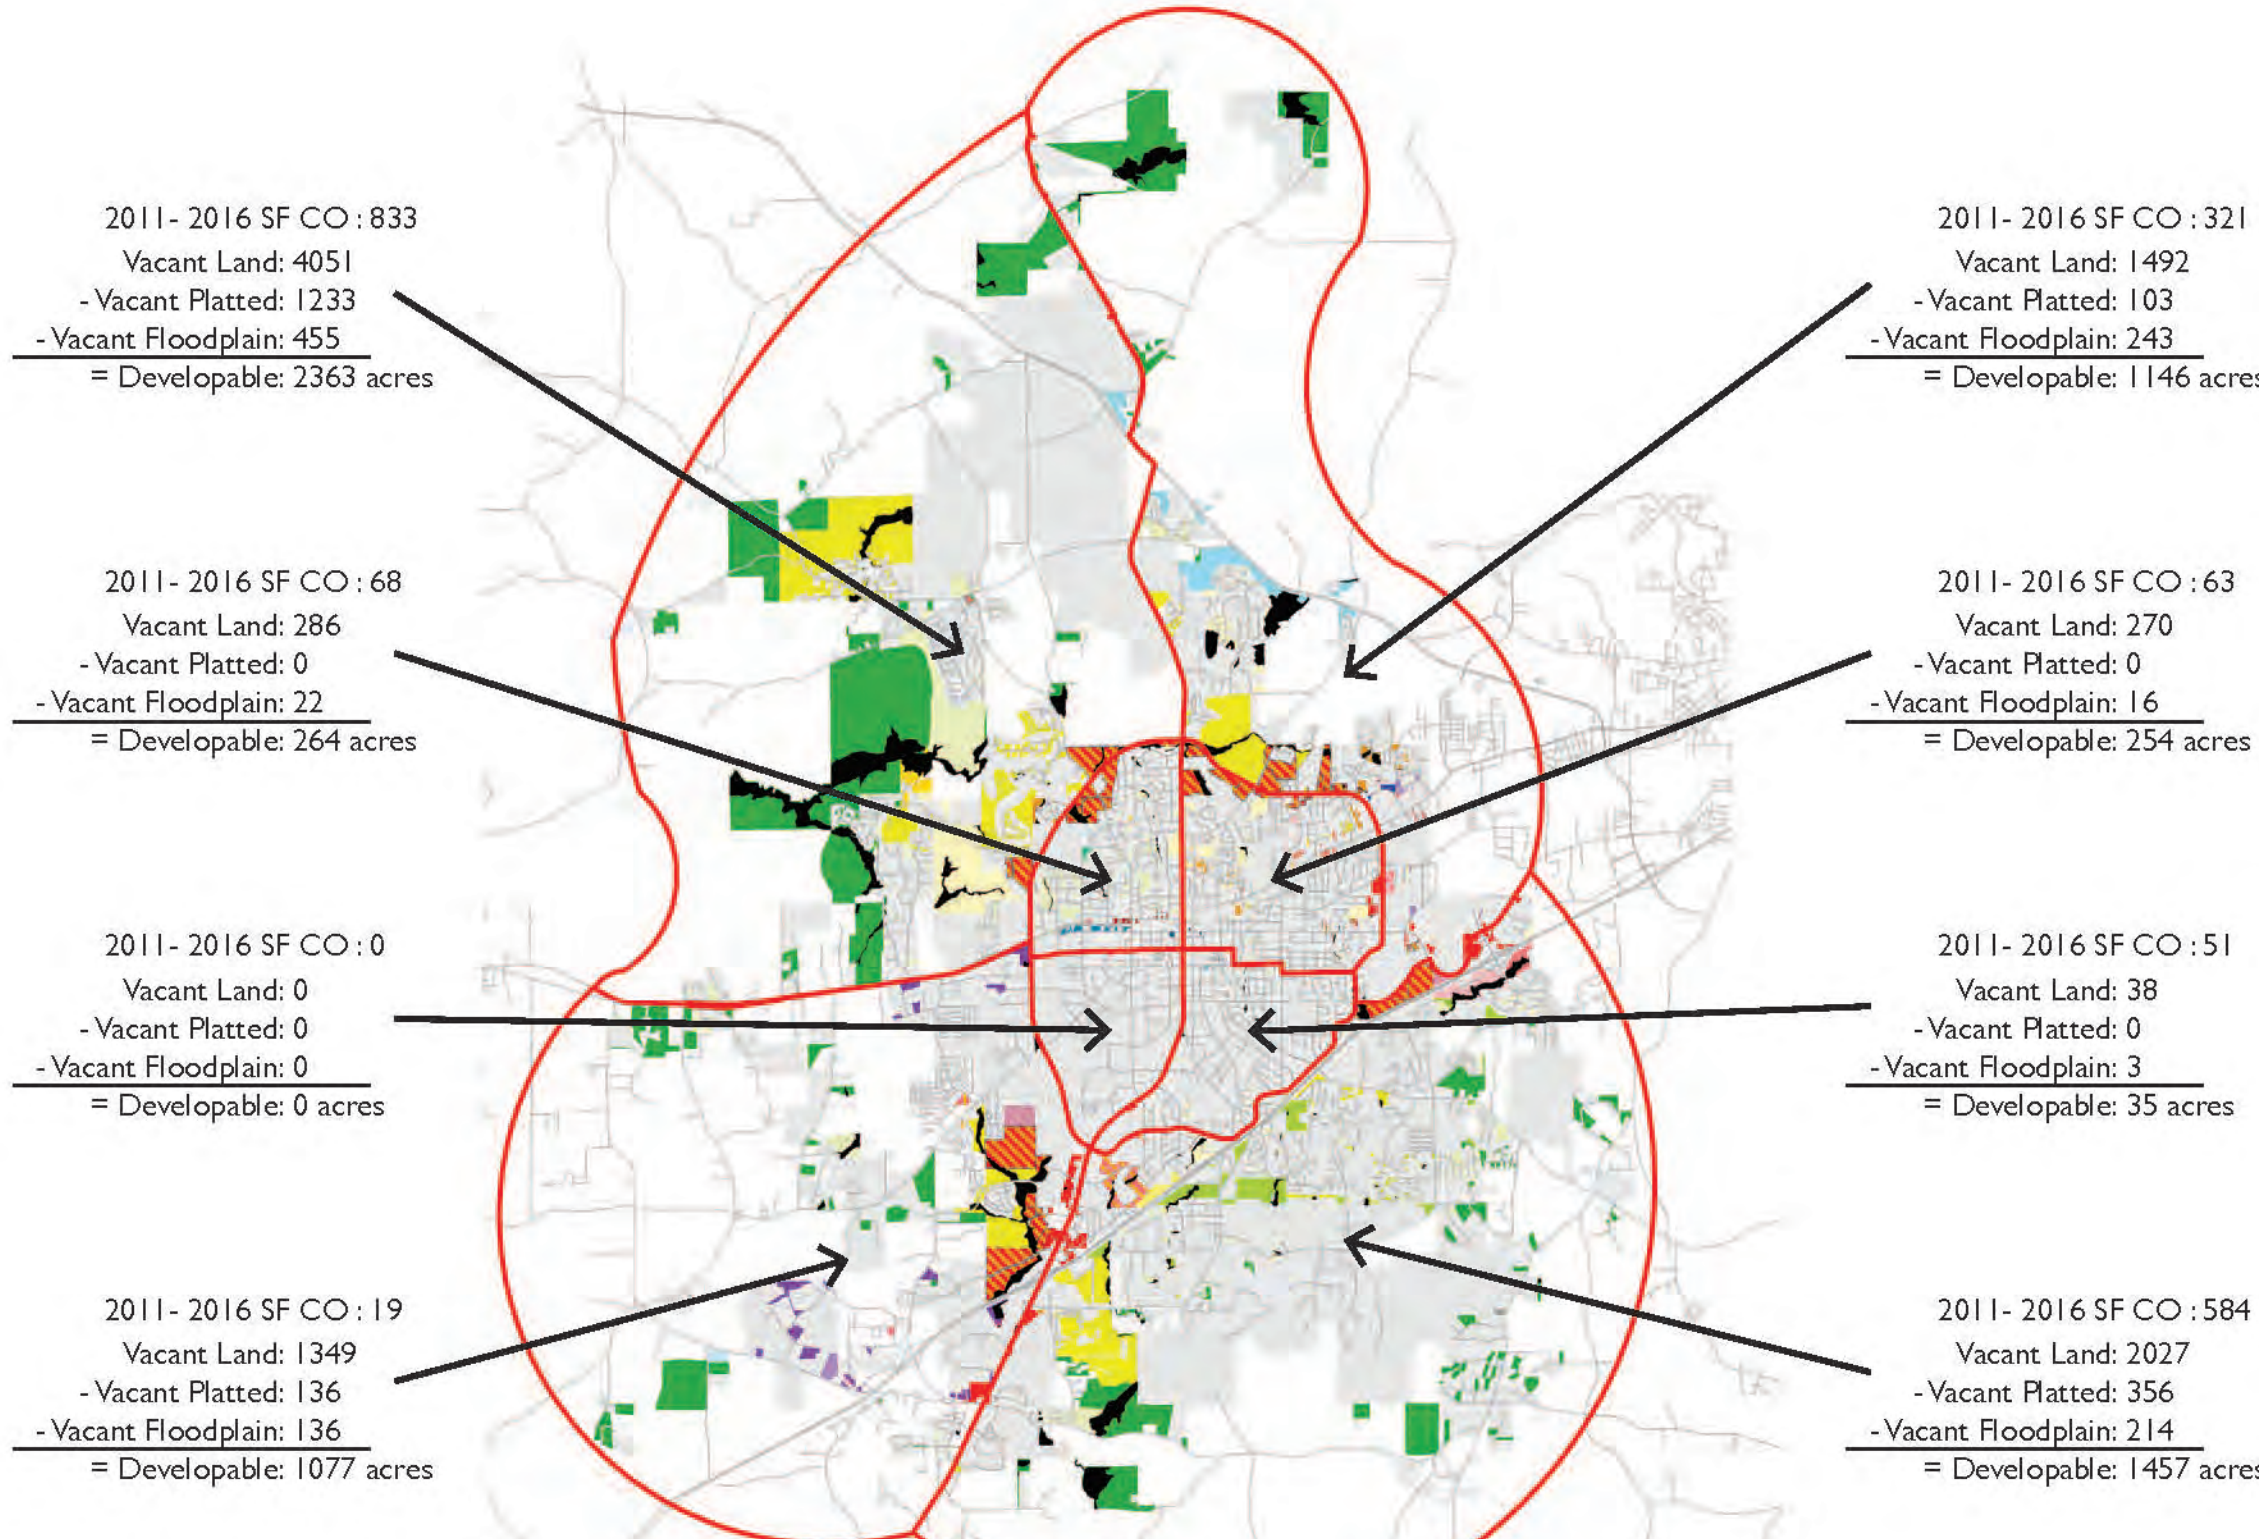 2011- 2016 SF CO : 833
Vacant Land: 4051
- Vacant Platted: 1233
- Vacant Floodplain: 455
= Developable: 2363 acres
2011- 2016 SF CO : 68
Vacant Land: 286
- Vacant Platted: 0
- Vacant Floodplain: 22
= Developable: 264 acres
2011- 2016 SF CO : 0
Vacant Land: 0
- Vacant Platted: 0
- Vacant Floodplain: 0
= Developable: 0 acres
2011- 2016 SF CO : 19
Vacant Land: 1349
- Vacant Platted: 136
- Vacant Floodplain: 136
= Developable: 1077 acres
2011- 2016 SF CO : 321
Vacant Land: 1492
- Vacant Platted: 103
- Vacant Floodplain: 243
= Developable: 1146 acres
2011- 2016 SF CO : 63
Vacant Land: 270
- Vacant Platted: 0
- Vacant Floodplain: 16
= Developable: 254 acres
2011- 2016 SF CO : 51
Vacant Land: 38
- Vacant Platted: 0
- Vacant Floodplain: 3
= Developable: 35 acres
2011- 2016 SF CO : 584
Vacant Land: 2027
- Vacant Platted: 356
- Vacant Floodplain: 214
= Developable: 1457 acres